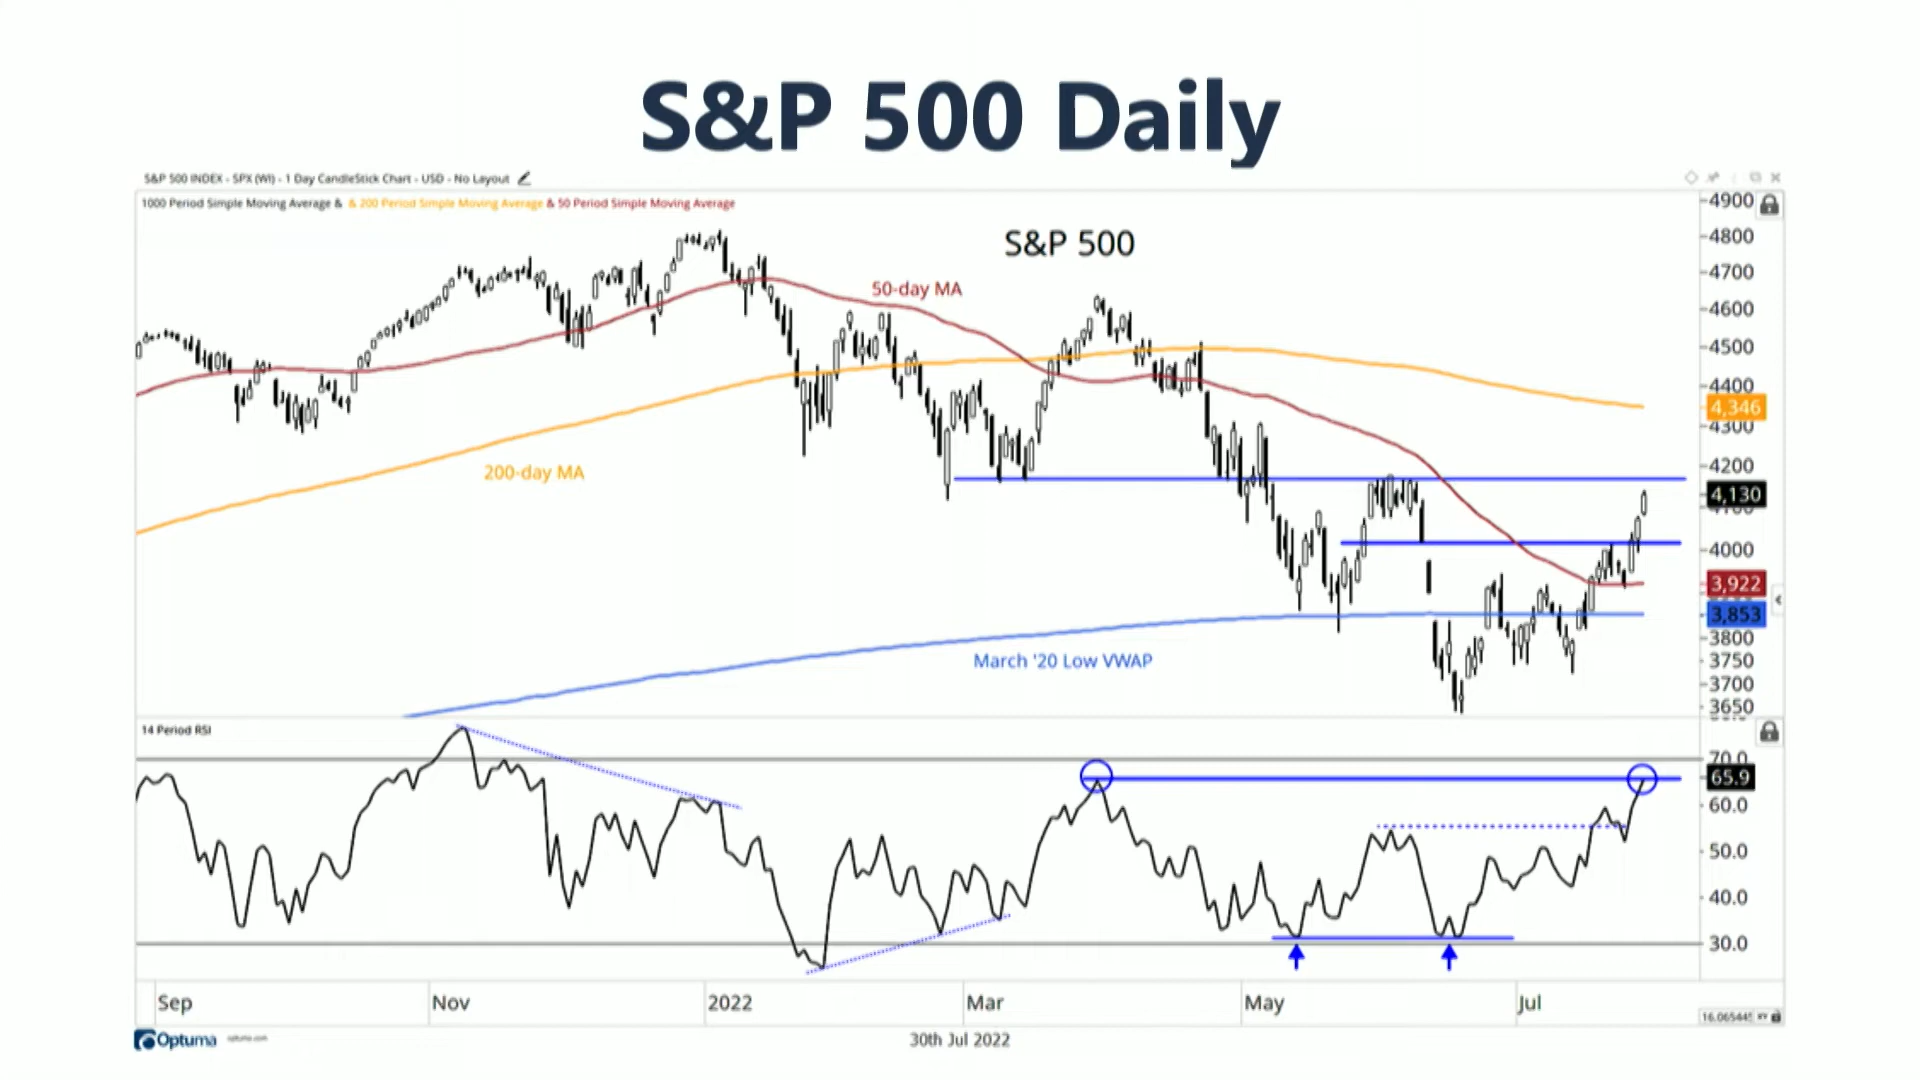 S&P 500 Daily
S&P 500 INDEX - SPX (WI) - 1 Day CandleStick Chart - USD - No Layout
1000 Period Simple Moving Average & & 200 Period Simple Moving Average & 50 Period Simple Moving Average
S&P 500
50-day MA
200-day MA
March '20 Low VWAP
4900
4800
4700
4600
4500
4400
4,346
4300
4200
4,130
4100
4000
3,922
3,853
3800
3750
3700
3650
14 Period RSI
70.0
65.9
60.0
50.0
40.0
30.0
Sep Nov 2022 Mar May Jul
Optuma optuma.com
30th Jul 2022